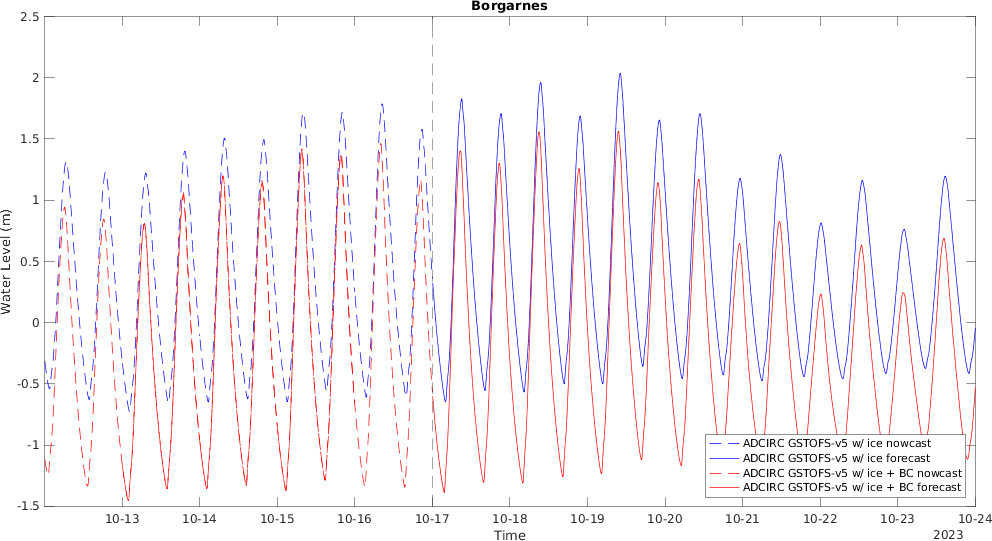 Borgarnes
2.5
2
1.5
1
0.5
0
-0.5
-1
-1.5
Water Level (m)
ADCIRC GSTOFS-v5 w/ ice nowcast
ADCIRC GSTOFS-v5 w/ ice forecast
ADCIRC GSTOFS-v5 w/ ice + BC nowcast
ADCIRC GSTOFS-v5 w/ ice + BC forecast
10-13 10-14 10-15 10-16 10-17 10-18 10-19 10-20 10-21 10-22 10-23 10-24
Time
2023